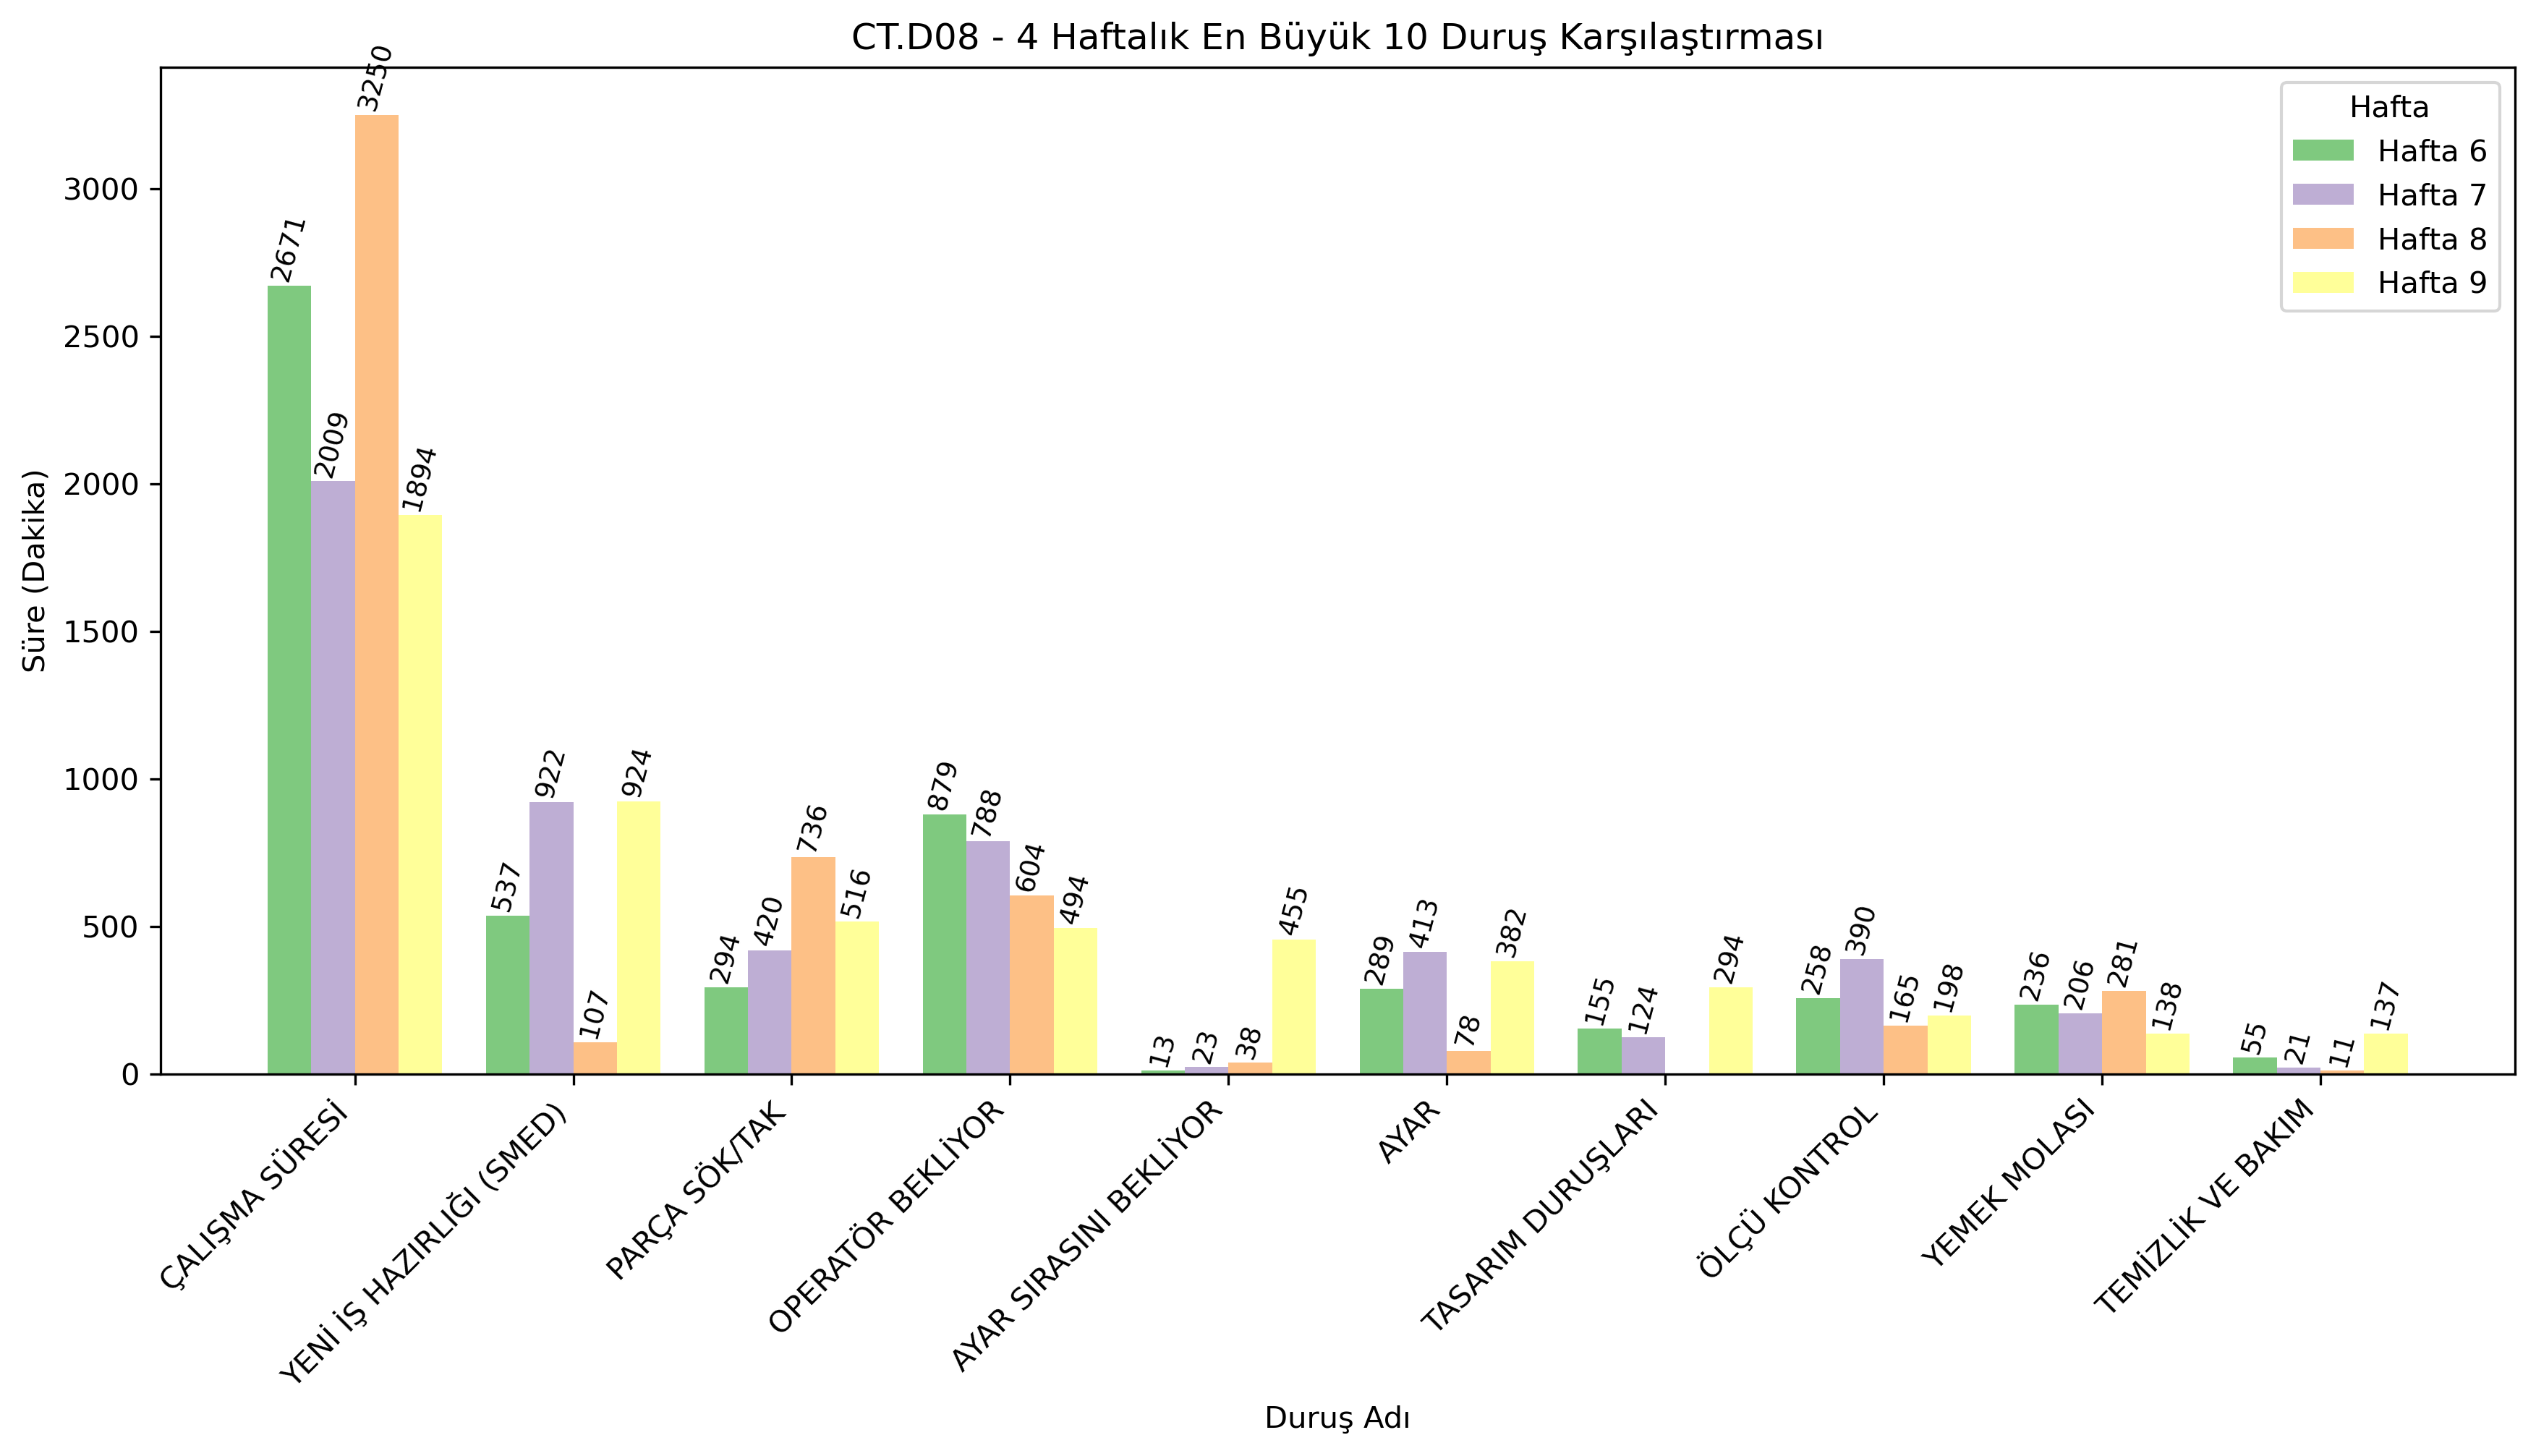 CT.D08 - 4 Haftalık En Büyük 10 Duruş Karşılaştırması
Hafta
Hafta 6
Hafta 7
Hafta 8
Hafta 9
Süre (Dakika)
3000
2500
2000
1500
1000
500
0
2671
2009
3250
1894
537
922
107
924
294
420
736
516
879
788
604
494
13
23
38
455
289
413
78
382
155
124
294
258
390
165
198
236
206
281
138
55
21
11
137
ÇALIŞMA SÜRESİ
YENİ İŞ HAZIRLIĞI (SMED)
PARÇA SÖK/TAK
OPERATÖR BEKLİYOR
AYAR SIRASINI BEKLİYOR
AYAR
TASARIM DURUŞLARI
ÖLÇÜ KONTROL
YEMEK MOLASI
TEMİZLİK VE BAKIM
Duruş Adı